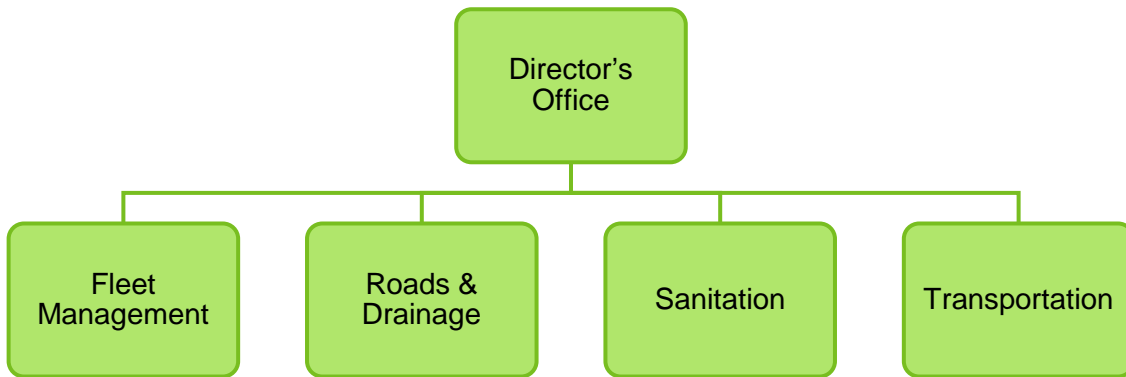 Director’s
Office
Fleet
Management
Roads &
Drainage
Sanitation
Transportation